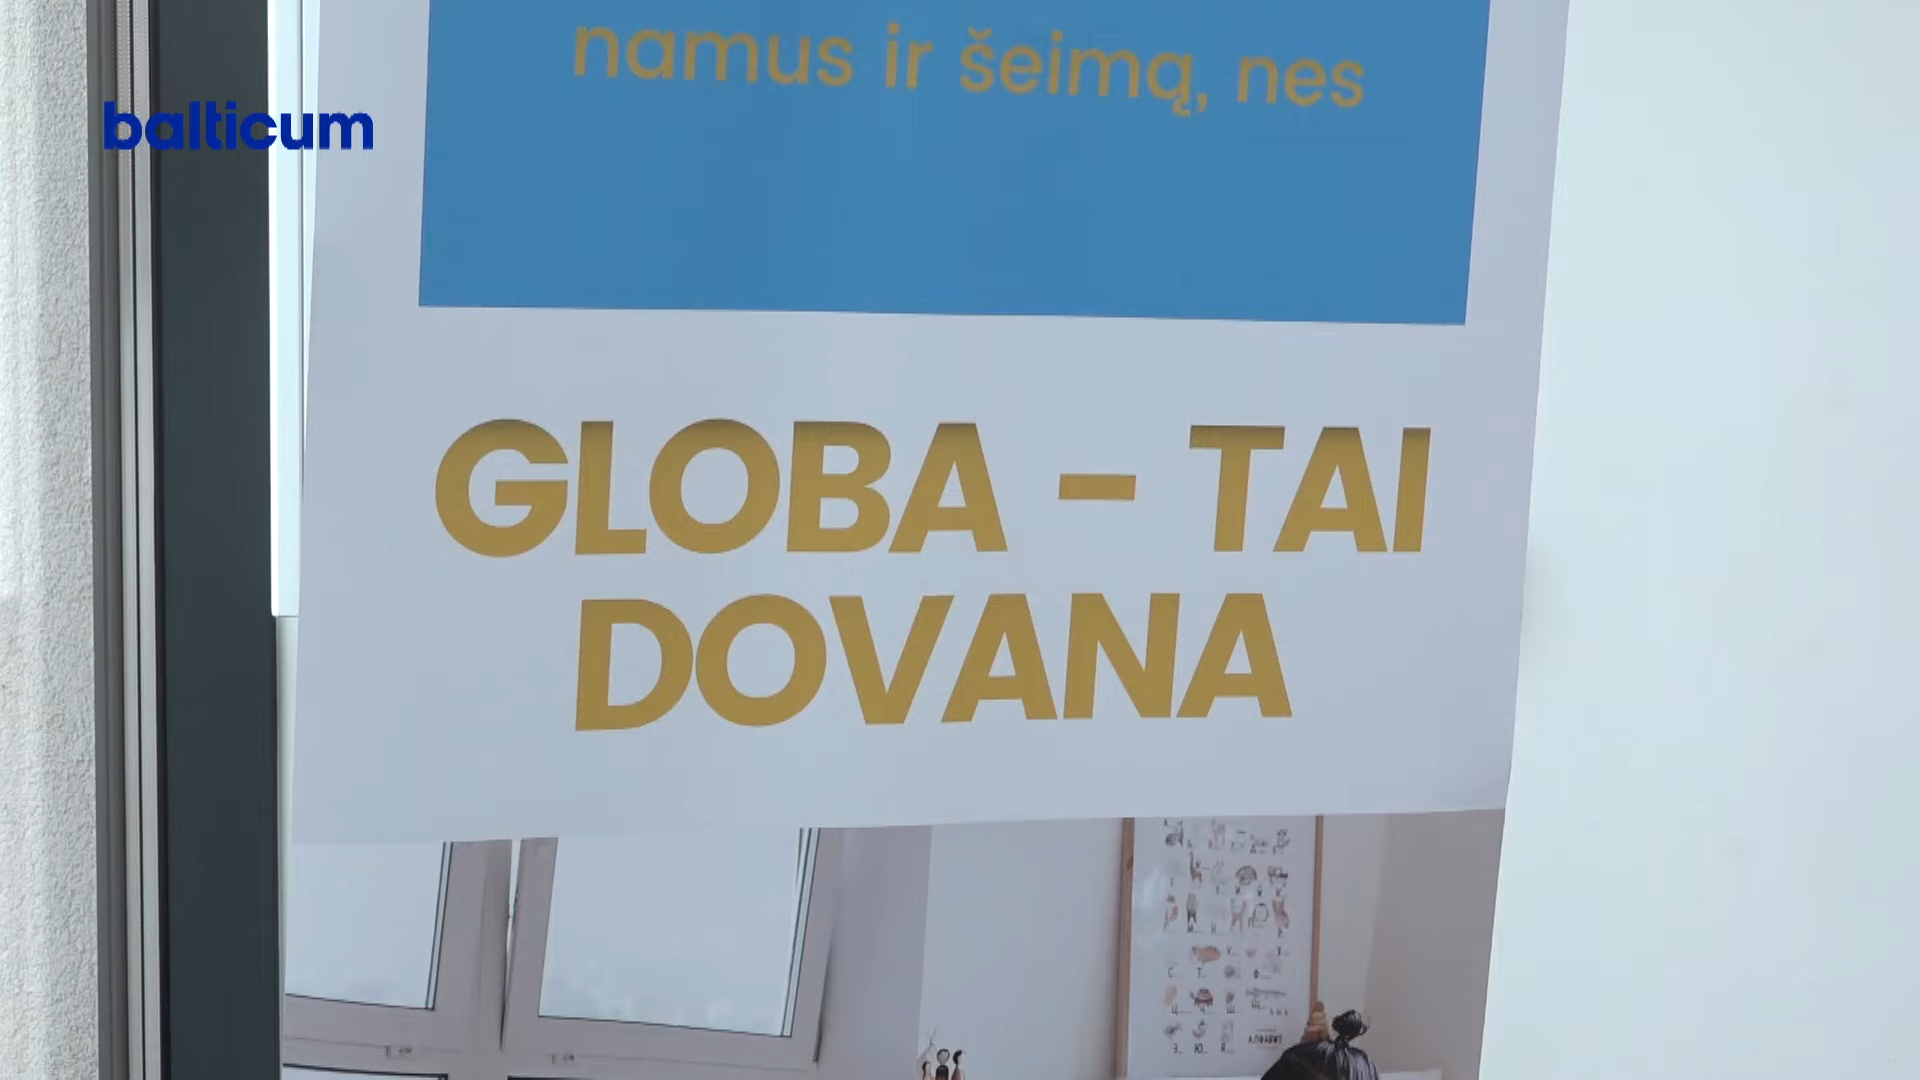 balticum
namus ir šeimą, nes
GLOBA – TAI
DOVANA